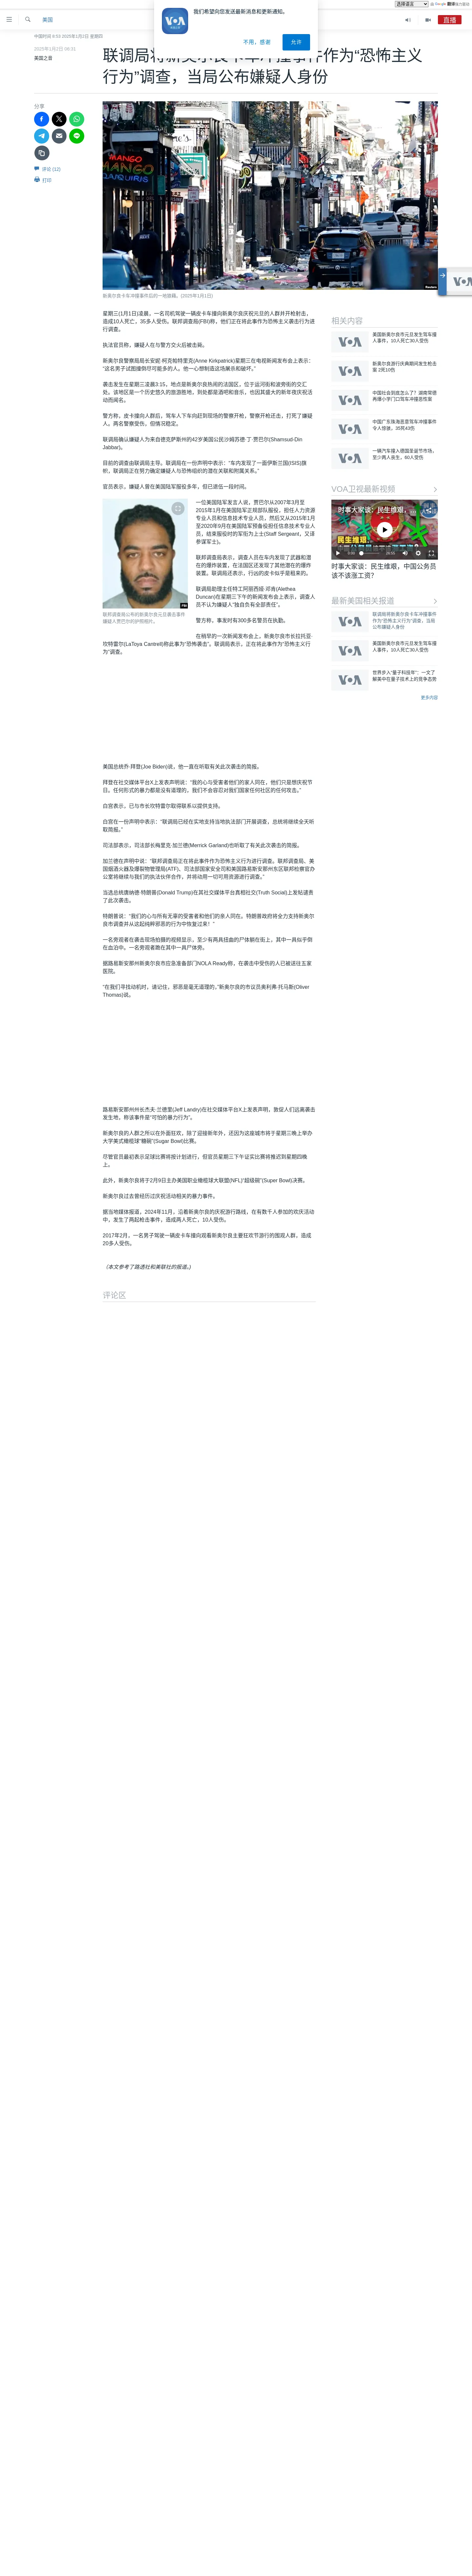 选择语言
由 Google 翻译强力驱动
我们希望向您发送最新消息和更新通知。
VOA
不用，感谢
允许
美国
直播
2025年1月2日 星期四
美国之音
联调局将新奥尔良卡车冲撞事件作为“恐怖主义
行为”调查，当局公布嫌疑人身份
分享
评论 (12)
打印
MANGO
MANGO
Reuters
新奥尔良卡车冲撞事件后的一地狼藉。(2025年1月1日)
星期三(1月1日)凌晨，一名司机驾驶一辆皮卡车撞向新奥尔良庆祝元旦的人群并开枪射击，
造成10人死亡，35多人受伤。联邦调查局(FBI)称，他们正在将此事件作为恐怖主义袭击行为进
行调查。
执法官员称，嫌疑人在与警方交火后被击毙。
新奥尔良警察局局长安妮·柯克帕特里克(Anne Kirkpatrick)星期三在电视新闻发布会上表示：
“这名男子试图撞倒尽可能多的人。他一心想制造这场屠杀和破坏。”
袭击发生在星期三凌晨3:15，地点是新奥尔良热闹的法国区，位于运河街和波旁街的交汇
处。该地区是一个历史悠久的旅游胜地，到处都是酒吧和音乐，也因其盛大的新年庆祝活
动而闻名。
警方称，皮卡撞向人群后，驾车人下车向赶到现场的警察开枪，警察开枪还击，打死了嫌疑
人。两名警察受伤，但情况稳定。
联调局确认嫌疑人为来自德克萨斯州的42岁美国公民沙姆苏德·丁·贾巴尔(Shamsud-Din
Jabbar)。
目前的调查由联调局主导。联调局在一份声明中表示：“车内发现了一面伊斯兰国(ISIS)旗
帜，联调局正在努力确定嫌疑人与恐怖组织的潜在关联和附属关系。”
官员表示，嫌疑人曾在美国陆军服役多年，但已退伍一段时间。
FBI
联邦调查局公布的新奥尔良元旦袭击事件
嫌疑人贾巴尔的护照相片。
一位美国陆军发言人说，贾巴尔从2007年3月至
2015年1月在美国陆军正规部队服役，担任人力资源
专业人员和信息技术专业人员，然后又从2015年1月
至2020年9月在美国陆军预备役担任信息技术专业人
员，结束服役时的军衔为上士(Staff Sergeant，又译
参谋军士)。
联邦调查局表示，调查人员在车内发现了武器和潜
在的爆炸装置，在法国区还发现了其他潜在的爆炸
装置。联调局还表示，行凶的皮卡似乎是租来的。
联调局助理主任特工阿丽西娅·邓肯(Alethea
Duncan)在星期三下午的新闻发布会上表示，调查人
员不认为嫌疑人“独自负有全部责任”。
警方称，事发时有300多名警员在执勤。
在稍早的一次新闻发布会上，新奥尔良市长拉托亚·
坎特雷尔(LaToya Cantrell)称此事为“恐怖袭击”。联调局表示，正在将此事作为“恐怖主义行
为”调查。
美国总统乔·拜登(Joe Biden)说，他一直在听取有关此次袭击的简报。
拜登在社交媒体平台X上发表声明说：“我的心与受害者他们的家人同在，他们只是想庆祝节
日。任何形式的暴力都是没有道理的，我们不会容忍对我们国家任何社区的任何攻击。”
白宫表示，已与市长坎特雷尔取得联系以提供支持。
白宫在一份声明中表示：“联调局已经在实地支持当地执法部门开展调查，总统将继续全天听
取简报。”
司法部表示，司法部长梅里克·加兰德(Merrick Garland)也听取了有关此次袭击的简报。
加兰德在声明中说：“联邦调查局正在将此事件作为恐怖主义行为进行调查。联邦调查局、美
国烟酒火器及爆裂物管理局(ATF)、司法部国家安全司和美国路易斯安那州东区联邦检察官办
公室将继续与我们的执法伙伴合作，并将动用一切可用资源进行调查。”
当选总统唐纳德·特朗普(Donald Trump)在其社交媒体平台真相社交(Truth Social)上发帖谴责
了此次袭击。
特朗普说：“我们的心与所有无辜的受害者和他们的亲人同在。特朗普政府将全力支持新奥尔
良市调查并从这起纯粹邪恶的行为中恢复过来！”
一名旁观者在袭击现场拍摄的视频显示，至少有两具扭曲的尸体躺在街上，其中一具似乎倒
在血泊中。一名旁观者跪在其中一具尸体旁。
据路易斯安那州新奥尔良市应急准备部门NOLA Ready称，在袭击中受伤的人已被送往五家
医院。
“在我们寻找动机时，请记住，邪恶是毫无道理的，”新奥尔良的市议员奥利弗·托马斯(Oliver
Thomas)说。
路易斯安那州州长杰夫·兰德里(Jeff Landry)在社交媒体平台X上发表声明，敦促人们远离袭击
发生地，称该事件是“可怕的暴力行为”。
新奥尔良的人群之所以在外面狂欢，除了迎接新年外，还因为这座城市将于星期三晚上举办
大学美式橄榄球“糖碗”(Sugar Bowl)比赛。
尽管官员最初表示足球比赛将按计划进行，但官员星期三下午证实比赛将推迟到星期四晚
上。
此外，新奥尔良将于2月9日主办美国职业橄榄球大联盟(NFL)“超级碗”(Super Bowl)决赛。
新奥尔良过去曾经历过庆祝活动相关的暴力事件。
据当地媒体报道，2024年11月，沿着新奥尔良的庆祝游行路线，在有数千人参加的欢庆活动
中，发生了两起枪击事件，造成两人死亡，10人受伤。
2017年2月，一名男子驾驶一辆皮卡车撞向观看新奥尔良主要狂欢节游行的围观人群，造成
20多人受伤。
（本文参考了路透社和美联社的报道。)
评论区
相关内容
美国新奥尔良市元旦发生驾车撞
人事件，10人死亡30人受伤
新奥尔良游行庆典期间发生枪击
案 2死10伤
中国社会到底怎么了？湖南常德
再爆小学门口驾车冲撞恶性案
中国广东珠海恶意驾车冲撞事件
令人惊骇，35死43伤
一辆汽车撞入德国圣诞节市场，
至少两人丧生，60人受伤
VOA卫视最新视频
时事大家谈：民生维艰，
民生维艰
时事大家谈：民生维艰，中国公务员
该不该涨工资？
最新美国相关报道
联调局将新奥尔良卡车冲撞事件
作为“恐怖主义行为”调查，当局
公布嫌疑人身份
美国新奥尔良市元旦发生驾车撞
人事件，10人死亡30人受伤
世界步入“量子科技年”：一文了
解美中在量子技术上的竞争态势
更多内容